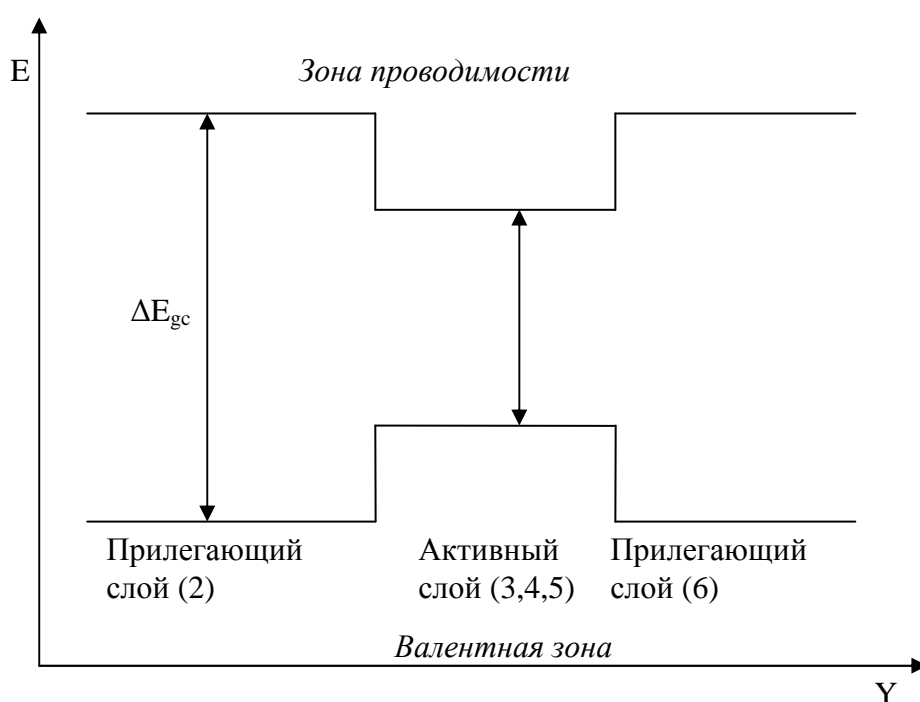 E
Зона проводимости
ΔEgc
Прилегающий
слой (2)
Активный
слой (3,4,5)
Прилегающий
слой (6)
Валентная зона
Y